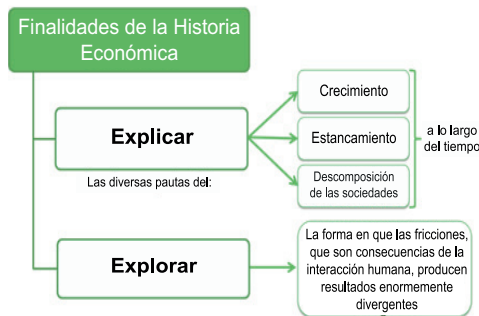 Finalidades de la Historia
Económica
Explicar
Las diversas pautas del:
Crecimiento
Estancamiento
Descomposición
de las sociedades
a lo largo
del tiempo
Explorar
La forma en que las fricciones,
que son consecuencias de la
interacción humana, producen
resultados enormemente
divergentes